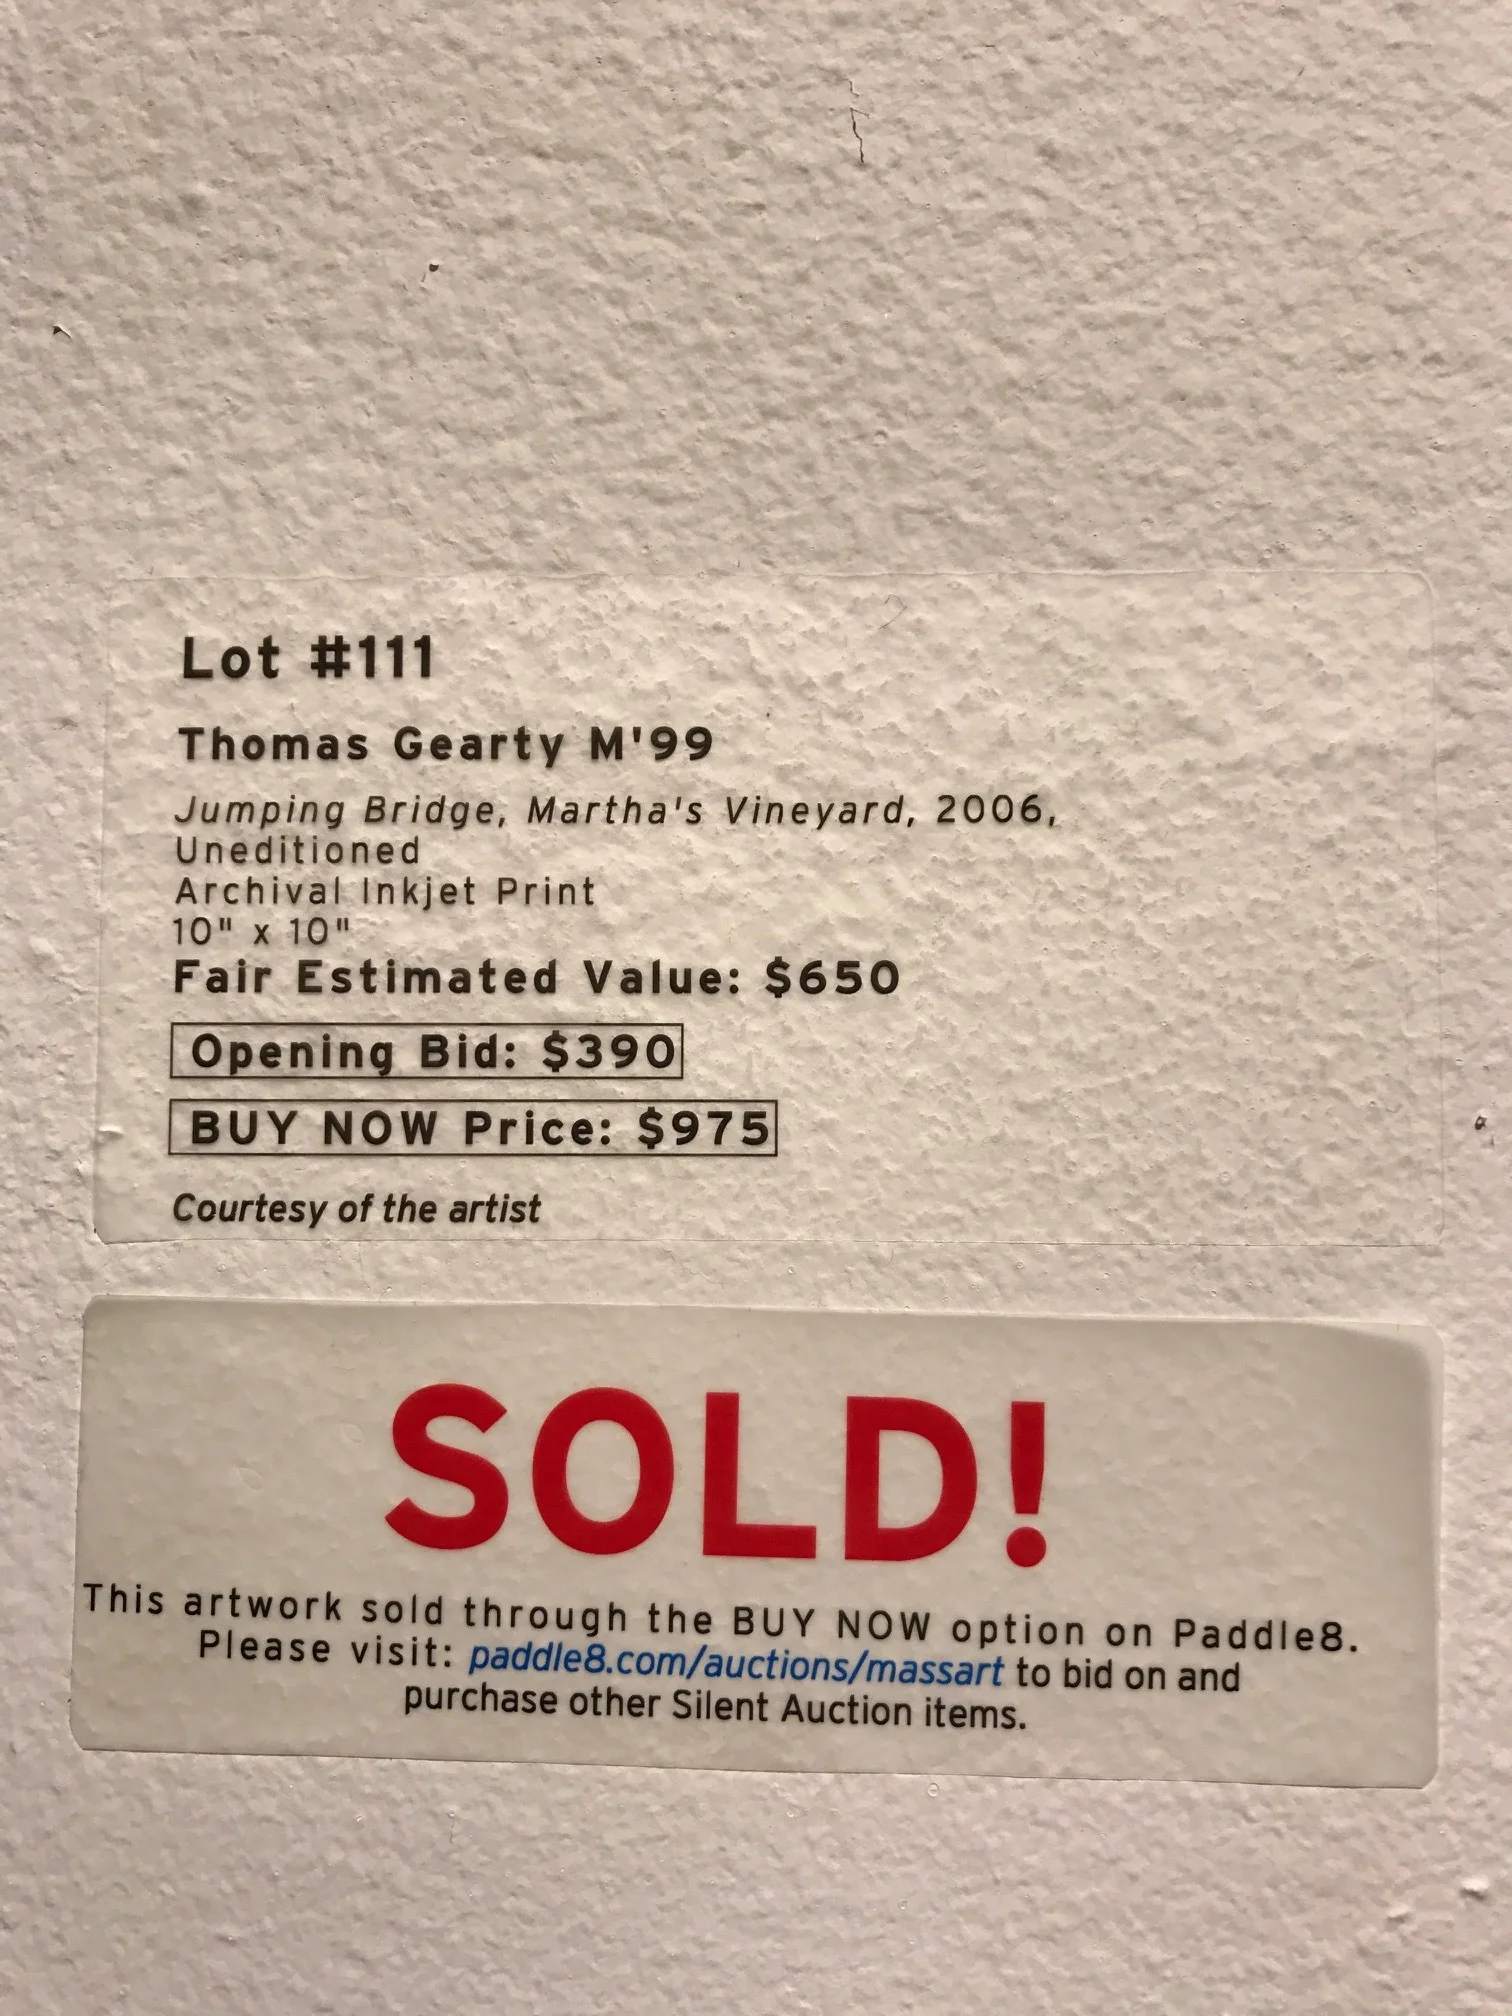 Lot #111
Thomas Gearty M'99
Jumping Bridge, Martha's Vineyard, 2006,
Uneditioned
Archival Inkjet Print
10" x 10"
Fair Estimated Value: $650
Opening Bid: $390
BUY NOW Price: $975
Courtesy of the artist
SOLD!
This artwork sold through the BUY NOW option on Paddle8.
Please visit: paddle8.com/auctions/massart to bid on and
purchase other Silent Auction items.